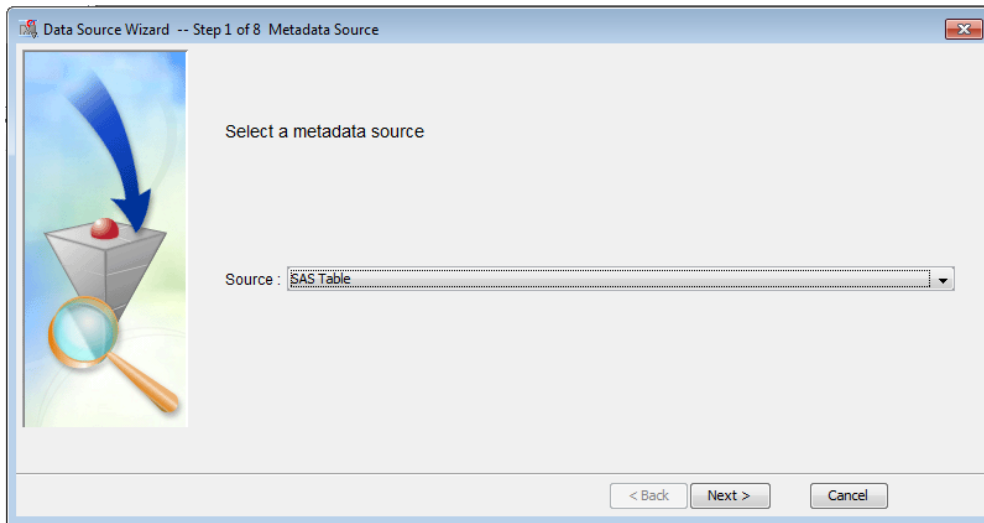 Data Source Wizard -- Step 1 of 8 Metadata Source
Select a metadata source
Source : SAS Table
< Back Next > Cancel